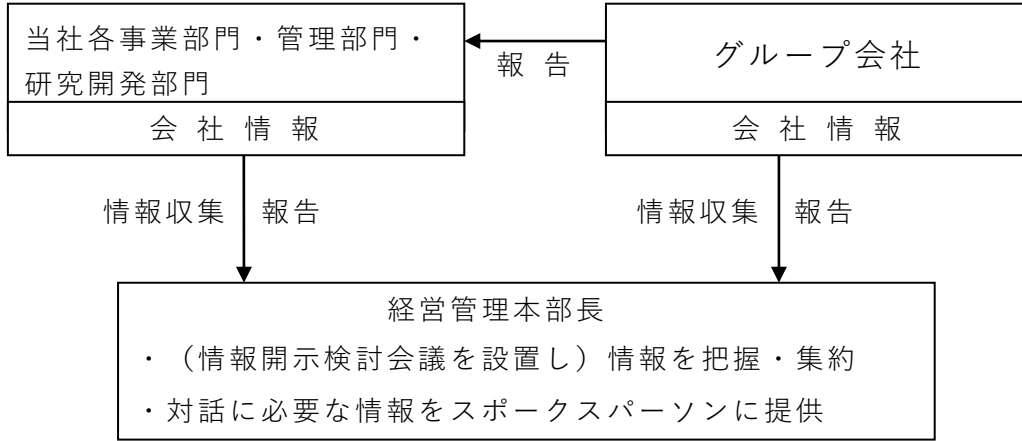 当社各事業部門・管理部門・
研究開発部門
会社情報
報告
グループ会社
会社情報
情報収集
報告
情報収集
報告
経営管理本部長
・（情報開示検討会議を設置し）情報を把握・集約
・対話に必要な情報をスポークスパーソンに提供